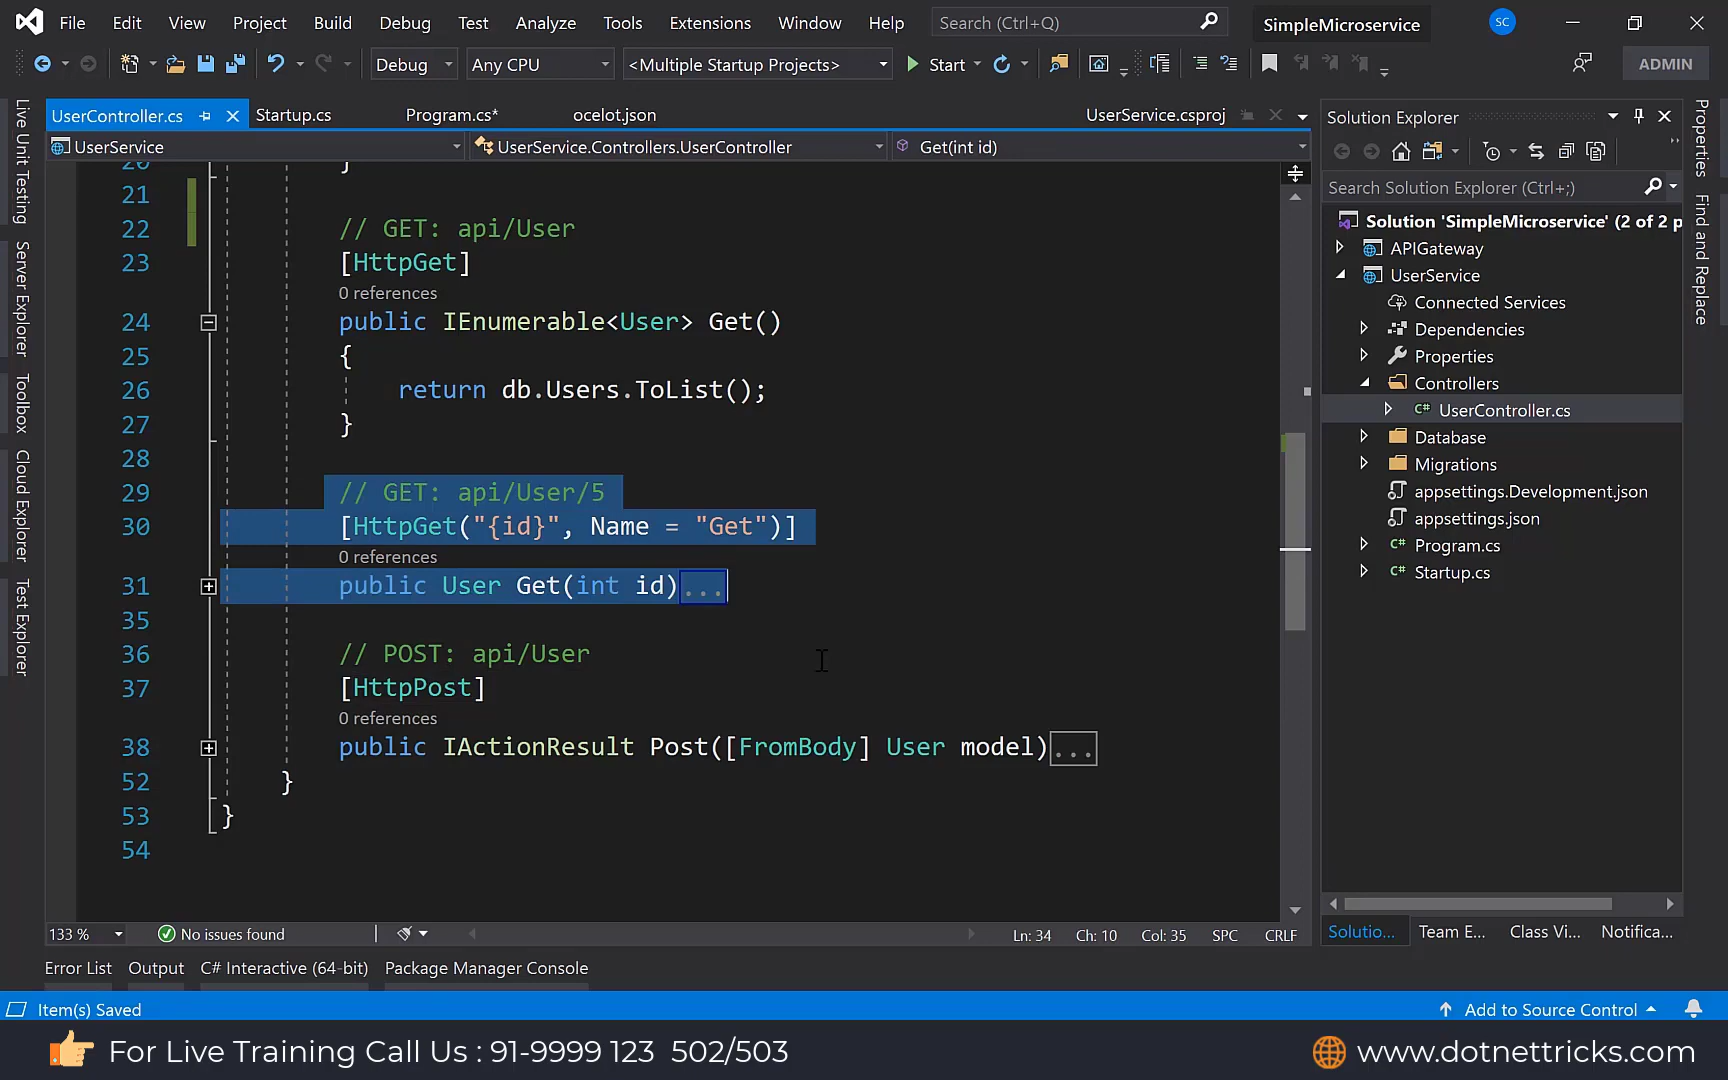 File Edit View Project Build Debug Test Analyze Tools Extensions Window Help Search (Ctrl+Q) SimpleMicroservice SC
Debug Any CPU <Multiple Startup Projects> Start ADMIN
UserController.cs Startup.cs Program.cs* ocelot.json UserService.csproj
UserService UserService.Controllers.UserController Get(int id)
Live Unit Testing
Server Explorer
Toolbox
Cloud Explorer
Test Explorer
20 }
21
22 // GET: api/User
23 [HttpGet]
0 references
24 public IEnumerable<User> Get()
25 {
26 return db.Users.ToList();
27 }
28
29 // GET: api/User/5
30 [HttpGet("{id}", Name = "Get")]
0 references
31 public User Get(int id)...
35
36 // POST: api/User
37 [HttpPost]
0 references
38 public IActionResult Post([FromBody] User model)...
52 }
53 }
54
133 % No issues found Ln: 34 Ch: 10 Col: 35 SPC CRLF
Error List Output C# Interactive (64-bit) Package Manager Console
Solution Explorer
Search Solution Explorer (Ctrl+;)
Solution 'SimpleMicroservice' (2 of 2 p
APIGateway
UserService
Connected Services
Dependencies
Properties
Controllers
C# UserController.cs
Database
Migrations
appsettings.Development.json
appsettings.json
C# Program.cs
C# Startup.cs
Solutio... Team E... Class Vi... Notifica...
Properties
Find and Replace
Item(s) Saved Add to Source Control
For Live Training Call Us : 91-9999 123 502/503 www.dotnettricks.com